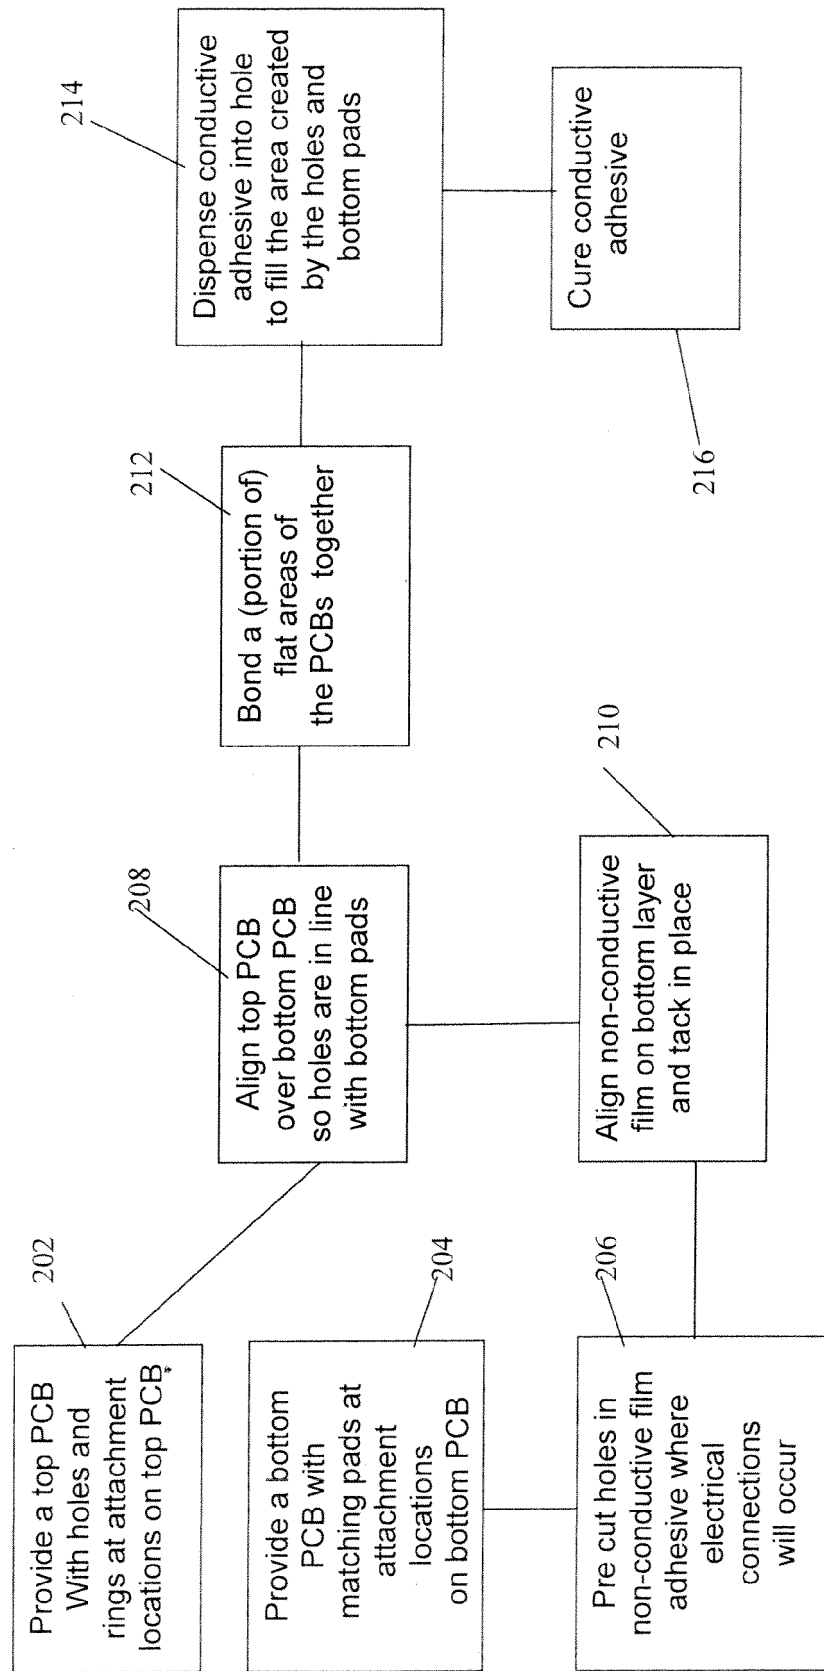 202
Provide a top PCB
With holes and
rings at attachment
locations on top PCB
204
Provide a bottom
PCB with
matching pads at
attachment
locations
on bottom PCB
206
Pre cut holes in
non-conductive film
adhesive where
electrical
connections
will occur
208
Align top PCB
over bottom PCB
so holes are in line
with bottom pads
210
Align non-conductive
film on bottom layer
and tack in place
212
Bond a (portion of)
flat areas of
the PCBs together
214
Dispense conductive
adhesive into hole
to fill the area created
by the holes and
bottom pads
216
Cure conductive
adhesive